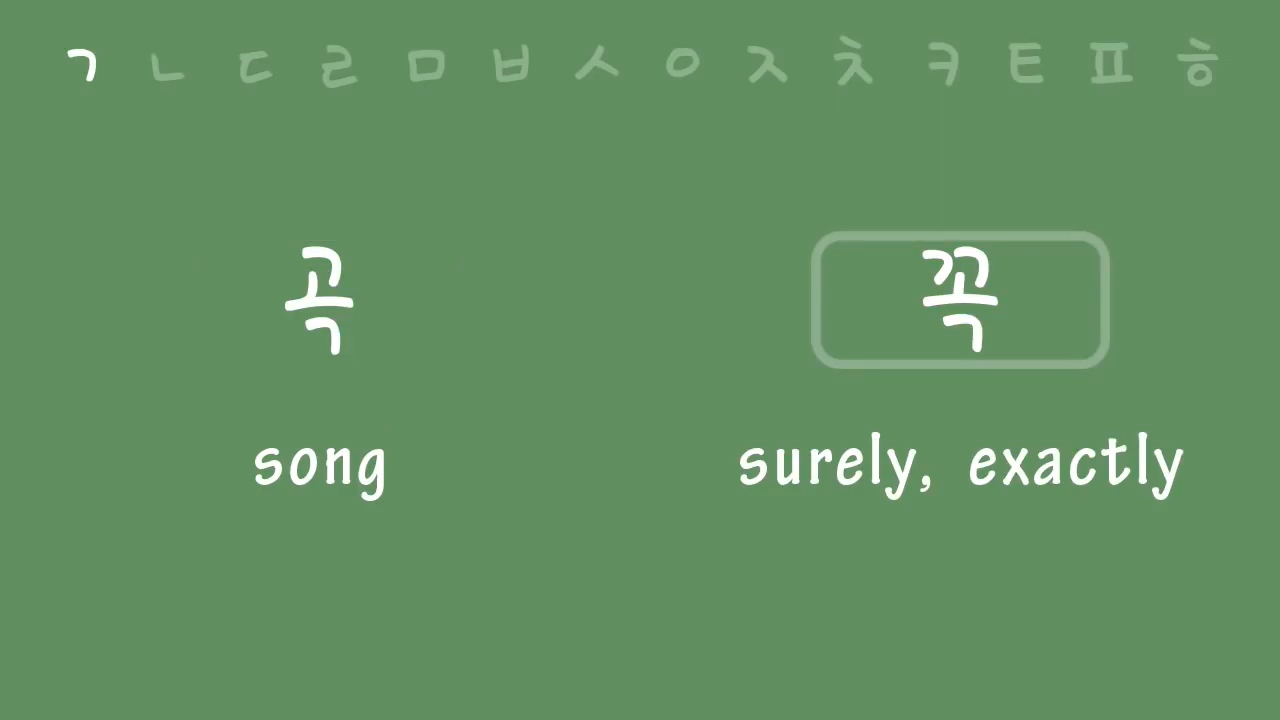 ㄱ ㄴ ㄷ ㄹ ㅁ ㅂ ㅅ ㅇ ㅈ ㅊ ㅋ ㅌ ㅍ ㅎ
곡 꼭
song surely, exactly